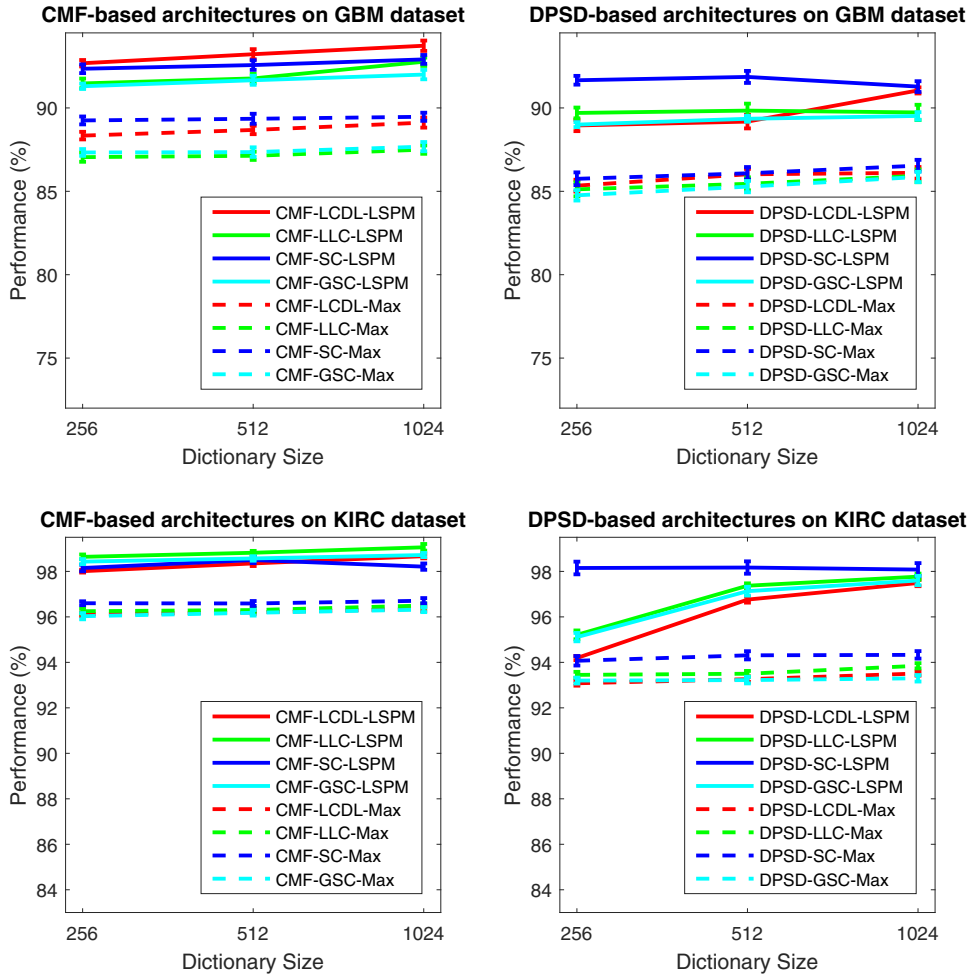 CMF-based architectures on GBM dataset
Performance (%)
90
85
80
75
256
512
1024
Dictionary Size
CMF-LCDL-LSPM
CMF-LLC-LSPM
CMF-SC-LSPM
CMF-GSC-LSPM
CMF-LCDL-Max
CMF-LLC-Max
CMF-SC-Max
CMF-GSC-Max
DPSD-based architectures on GBM dataset
Performance (%)
90
85
80
75
256
512
1024
Dictionary Size
DPSD-LCDL-LSPM
DPSD-LLC-LSPM
DPSD-SC-LSPM
DPSD-GSC-LSPM
DPSD-LCDL-Max
DPSD-LLC-Max
DPSD-SC-Max
DPSD-GSC-Max
CMF-based architectures on KIRC dataset
Performance (%)
98
96
94
92
90
88
86
84
256
512
1024
Dictionary Size
CMF-LCDL-LSPM
CMF-LLC-LSPM
CMF-SC-LSPM
CMF-GSC-LSPM
CMF-LCDL-Max
CMF-LLC-Max
CMF-SC-Max
CMF-GSC-Max
DPSD-based architectures on KIRC dataset
Performance (%)
98
96
94
92
90
88
86
84
256
512
1024
Dictionary Size
DPSD-LCDL-LSPM
DPSD-LLC-LSPM
DPSD-SC-LSPM
DPSD-GSC-LSPM
DPSD-LCDL-Max
DPSD-LLC-Max
DPSD-SC-Max
DPSD-GSC-Max